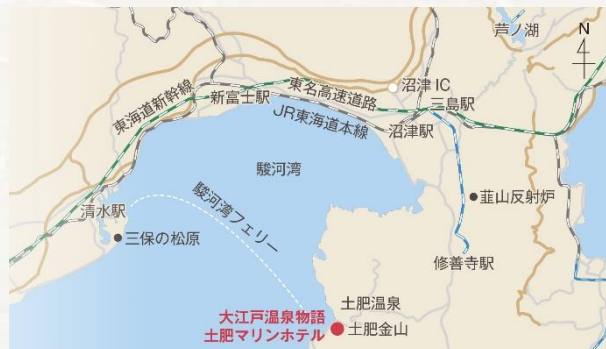 芦ノ湖
N
東海道新幹線
新富士駅
東名高速道路
沼津IC
三島駅
JR東海道本線
沼津駅
駿河湾
清水駅
三保の松原
駿河湾フェリー
韮山反射炉
修善寺駅
土肥温泉
大江戸温泉物語
土肥マリンホテル
土肥金山